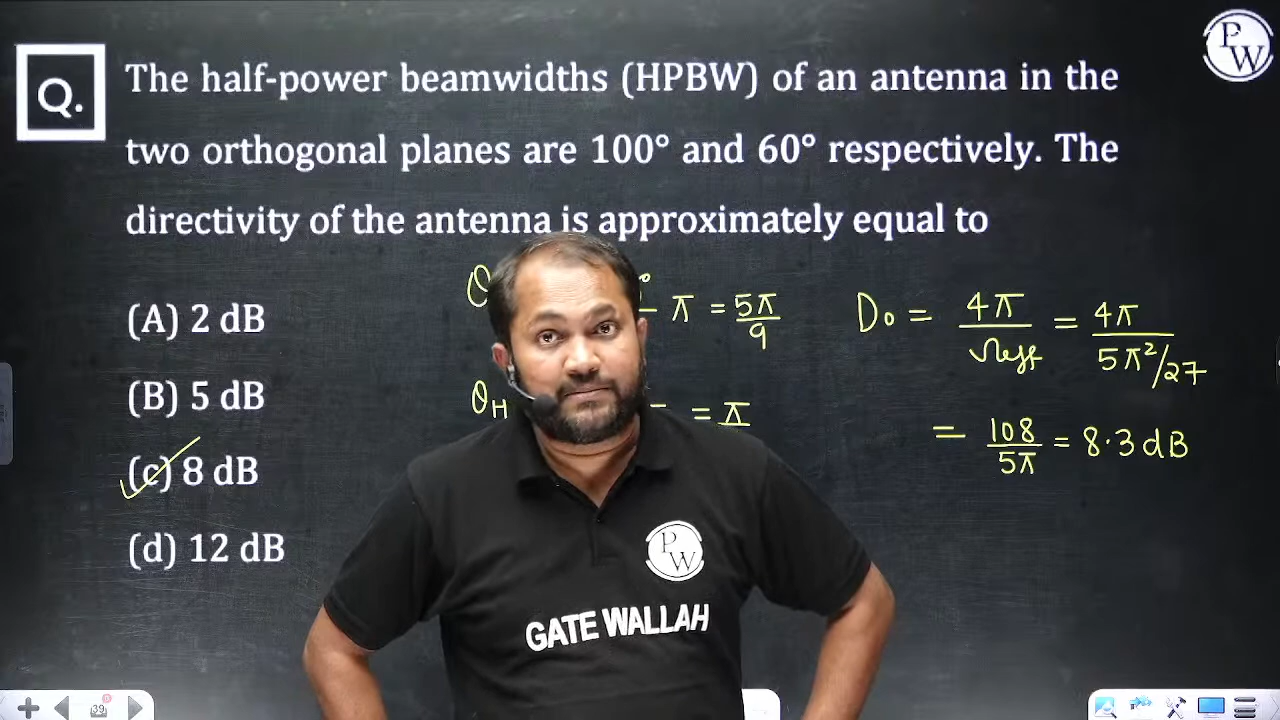 P
W
Q.
The half-power beamwidths (HPBW) of an antenna in the
two orthogonal planes are 100° and 60° respectively. The
directivity of the antenna is approximately equal to
(A) 2 dB
(B) 5 dB
(c) 8 dB
(d) 12 dB
π = 5π/9
θH = π
D₀ = 4π/Ωeff = 4π/(5π²/27)
= 108/5π = 8.3 dB
P
W
GATE WALLAH
39